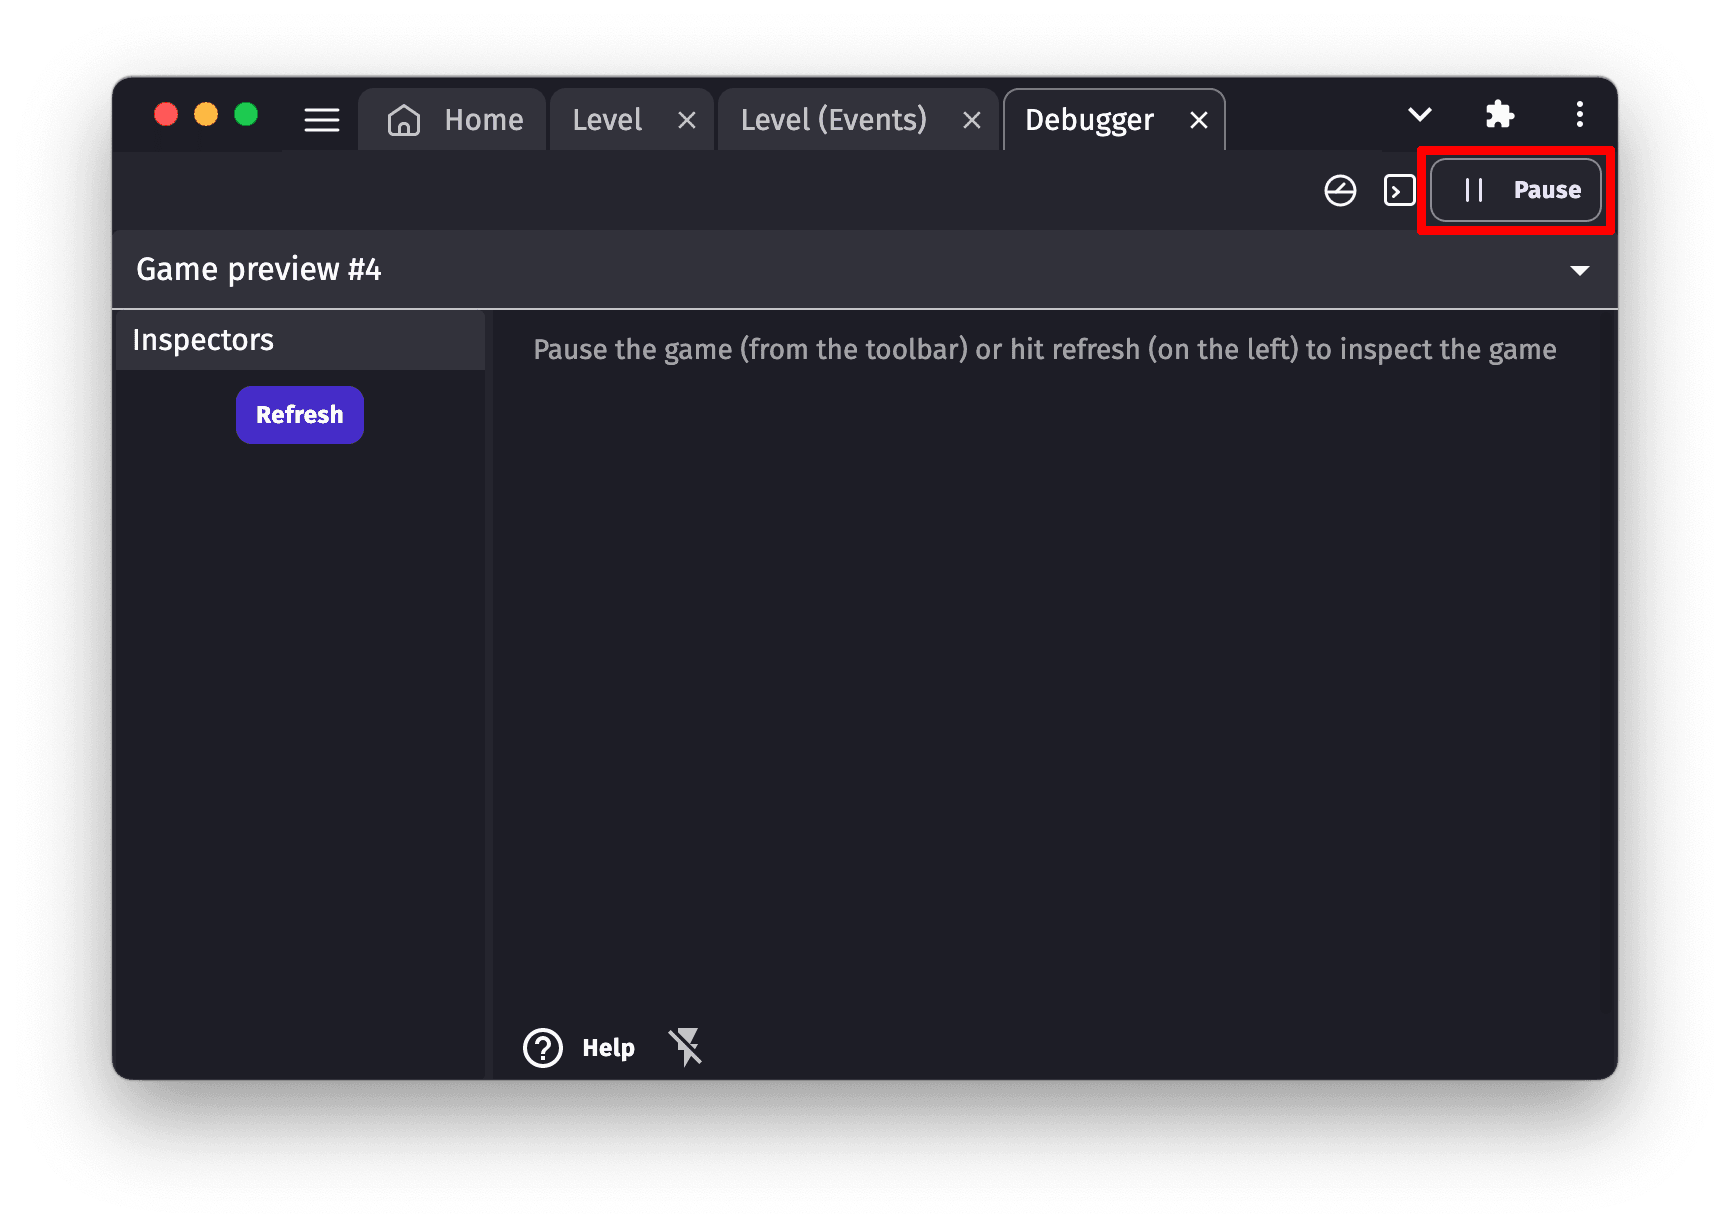 Home
Level
Level (Events)
Debugger
Pause
Game preview #4
Inspectors
Pause the game (from the toolbar) or hit refresh (on the left) to inspect the game
Refresh
Help